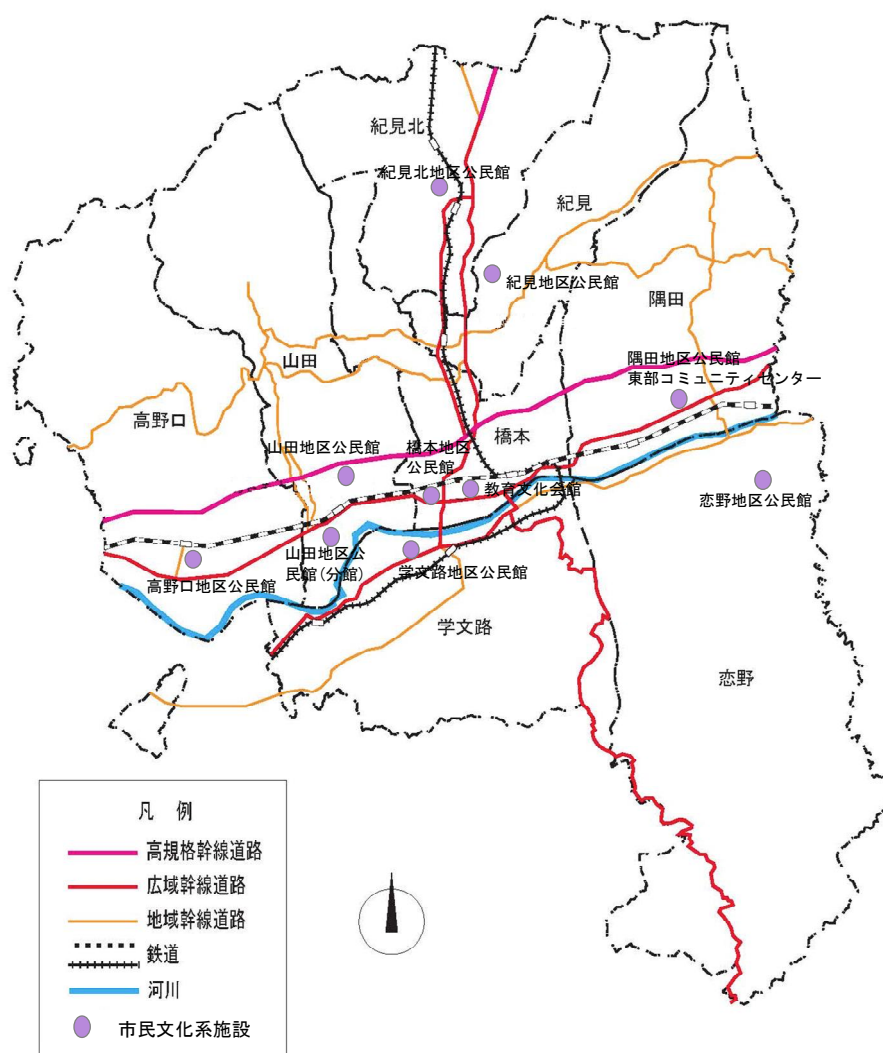 紀見北
紀見北地区公民館
紀見
紀見地区公民館
隅田
山田
隅田地区公民館
東部コミュニティセンター
高野口
橋本
山田地区公民館
橋本地区
公民館
教育文化会館
恋野地区公民館
山田地区公
民館(分館)
学文路地区公民館
高野口地区公民館
学文路
恋野
凡 例
高規格幹線道路
広域幹線道路
地域幹線道路
鉄道
河川
市民文化系施設